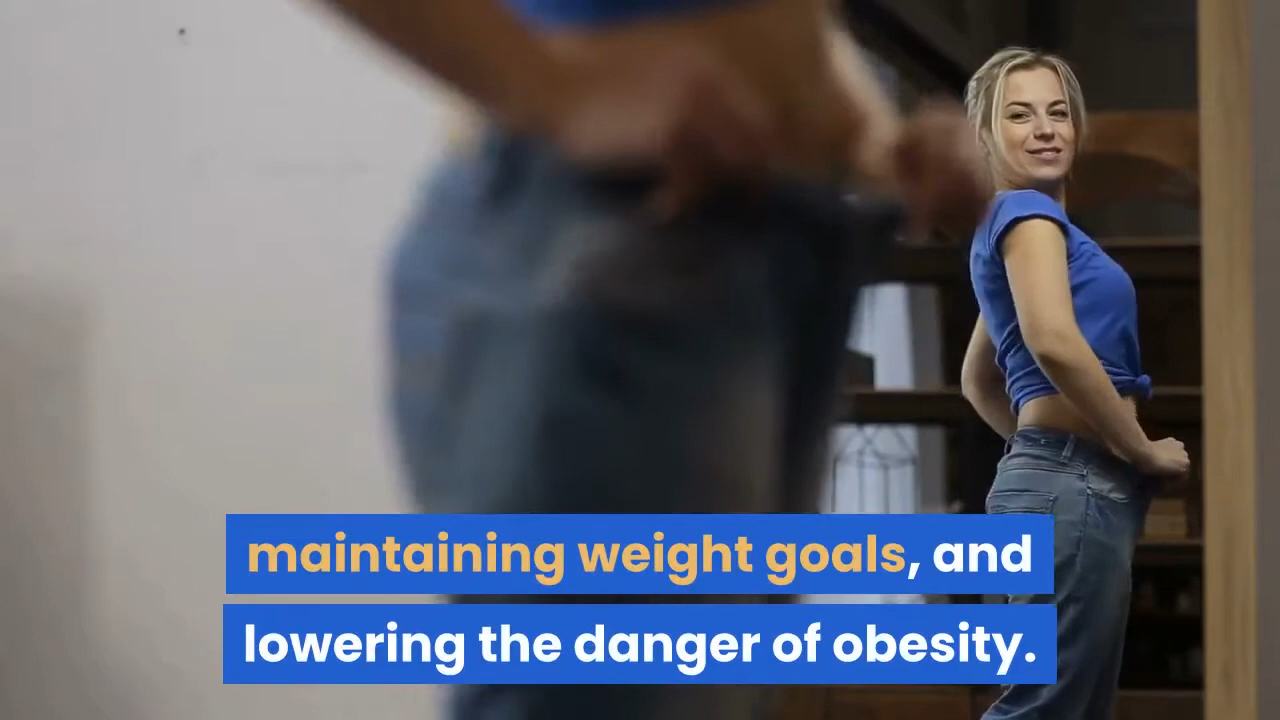 maintaining weight goals, and
lowering the danger of obesity.